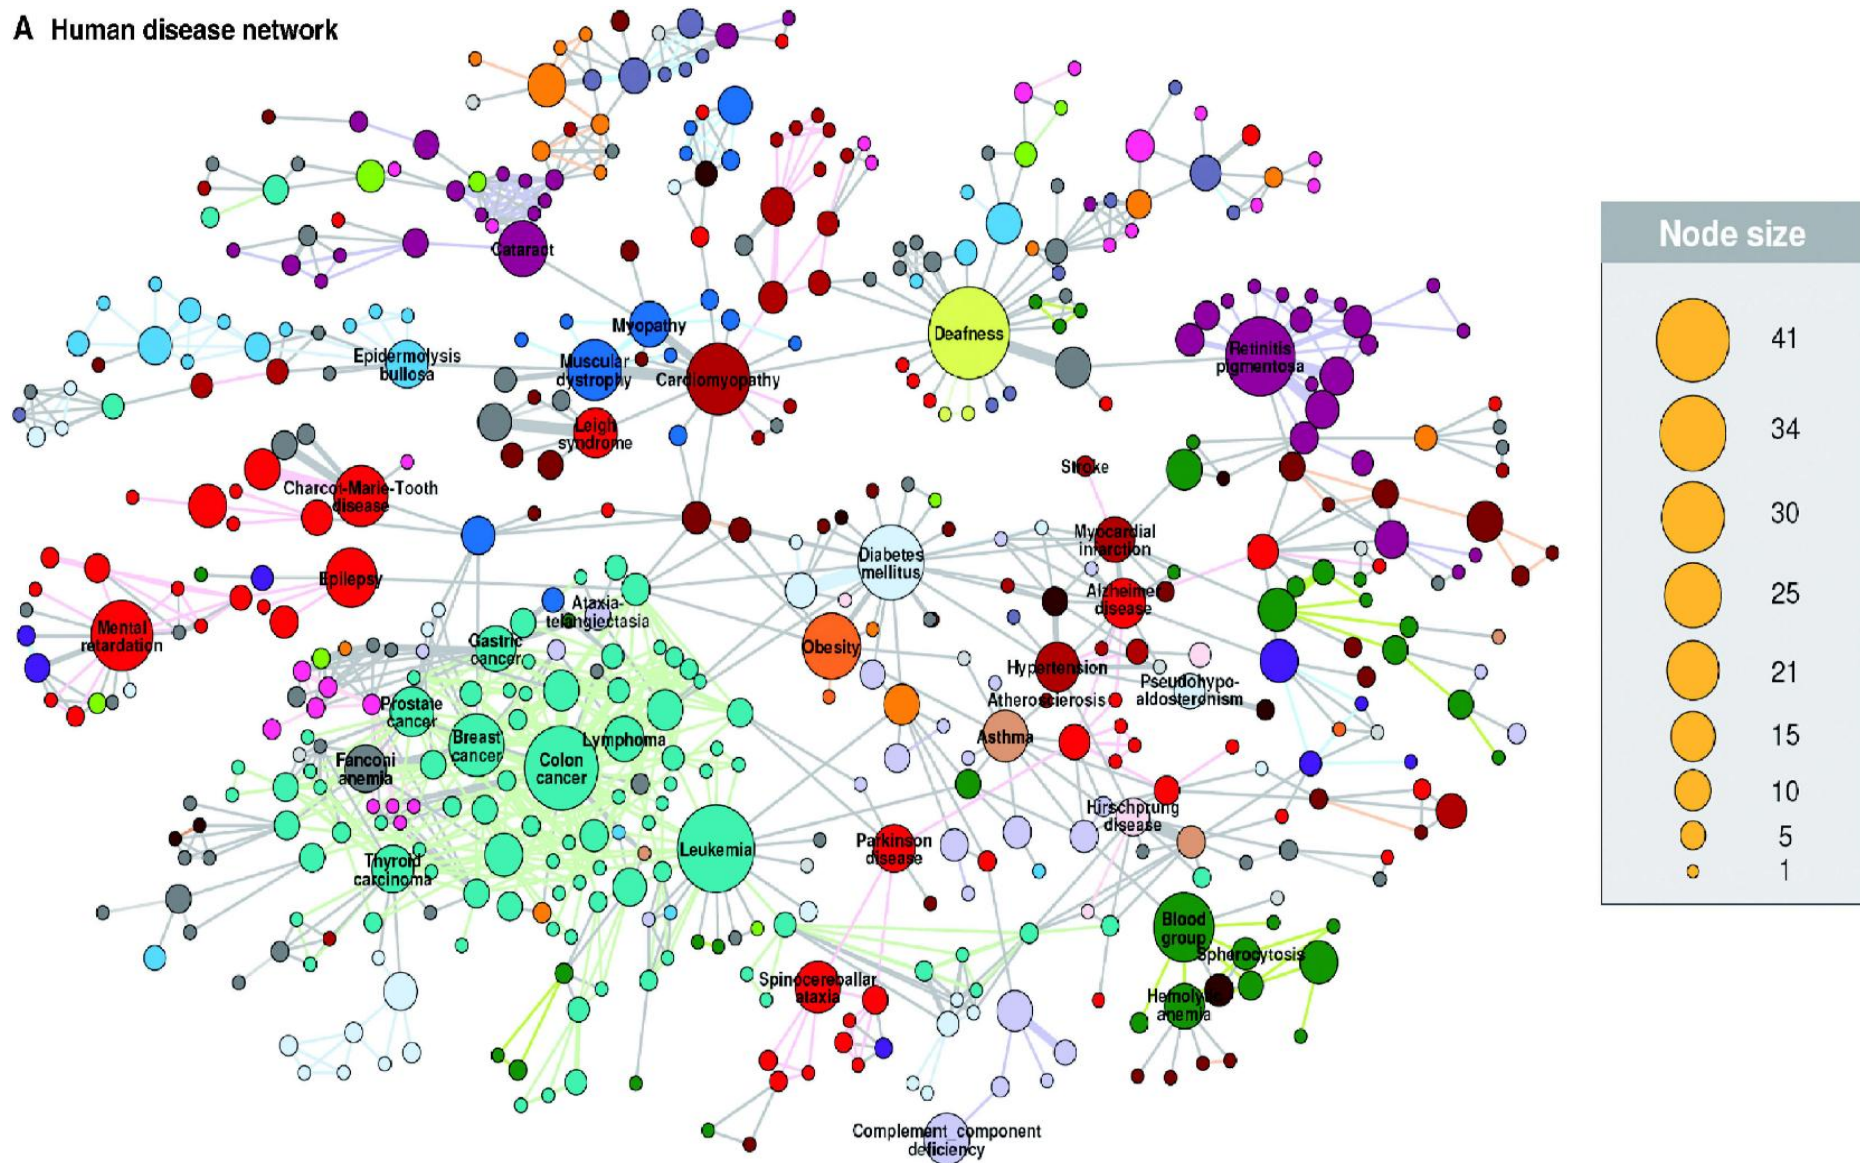 A Human disease network
Cataract
Myopathy
Epidermolysis
bullosa
Muscular
dystrophy
Cardiomyopathy
Leigh
syndrome
Deafness
Retinitis
pigmentosa
Charcot-Marie-Tooth
disease
Stroke
Myocardial
infarction
Diabetes
mellitus
Epilepsy
Alzheimer
disease
Ataxia-
telangiectasia
Mental
retardation
Gastric
cancer
Obesity
Hypertension
Pseudohypo-
aldosteronism
Atherosclerosis
Prostate
cancer
Breast
cancer
Lymphoma
Asthma
Fanconi
anemia
Colon
cancer
Hirschprung
disease
Parkinson
disease
Leukemia
Thyroid
carcinoma
Blood
group
Spherocytosis
Spinocereballar
ataxia
Hemolytic
anemia
Complement_component
deficiency
Node size
41
34
30
25
21
15
10
5
1